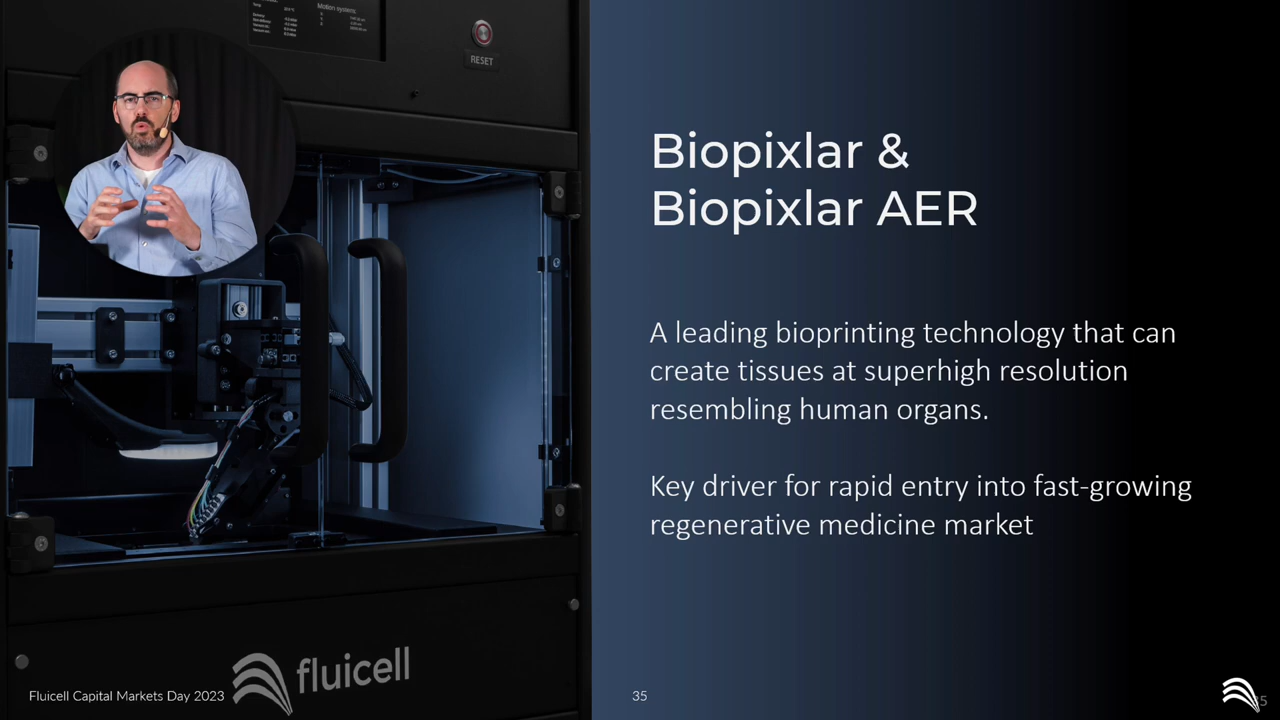 Motion systems:
RESET
Biopixlar &
Biopixlar AER
A leading bioprinting technology that can
create tissues at superhigh resolution
resembling human organs.
Key driver for rapid entry into fast-growing
regenerative medicine market
fluicell
Fluicell Capital Markets Day 2023
35